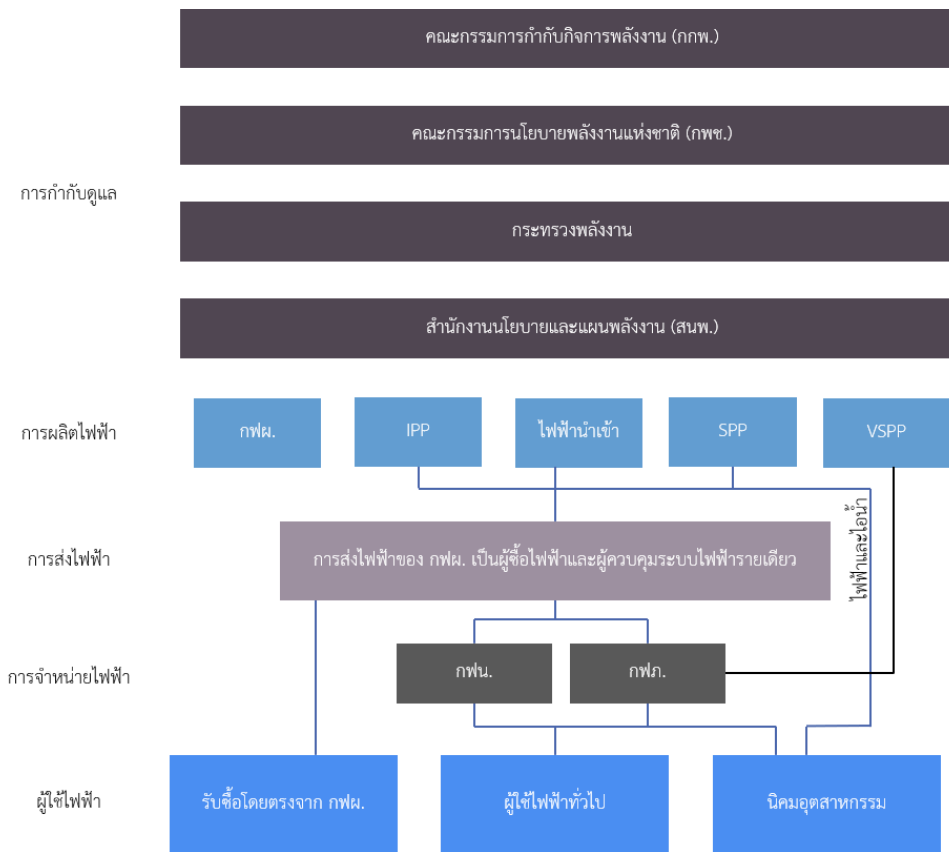 คณะกรรมการกำกับกิจการพลังงาน (กกพ.)
คณะกรรมการนโยบายพลังงานแห่งชาติ (กพช.)
การกำกับดูแล
กระทรวงพลังงาน
สำนักงานนโยบายและแผนพลังงาน (สนพ.)
การผลิตไฟฟ้า
กฟผ.
IPP
ไฟฟ้านำเข้า
SPP
VSPP
ไฟฟ้าและไอน้ำ
การส่งไฟฟ้า
การส่งไฟฟ้าของ กฟผ. เป็นผู้ซื้อไฟฟ้าและผู้ควบคุมระบบไฟฟ้ารายเดียว
การจำหน่ายไฟฟ้า
กฟน.
กฟภ.
ผู้ใช้ไฟฟ้า
รับซื้อโดยตรงจาก กฟผ.
ผู้ใช้ไฟฟ้าทั่วไป
นิคมอุตสาหกรรม